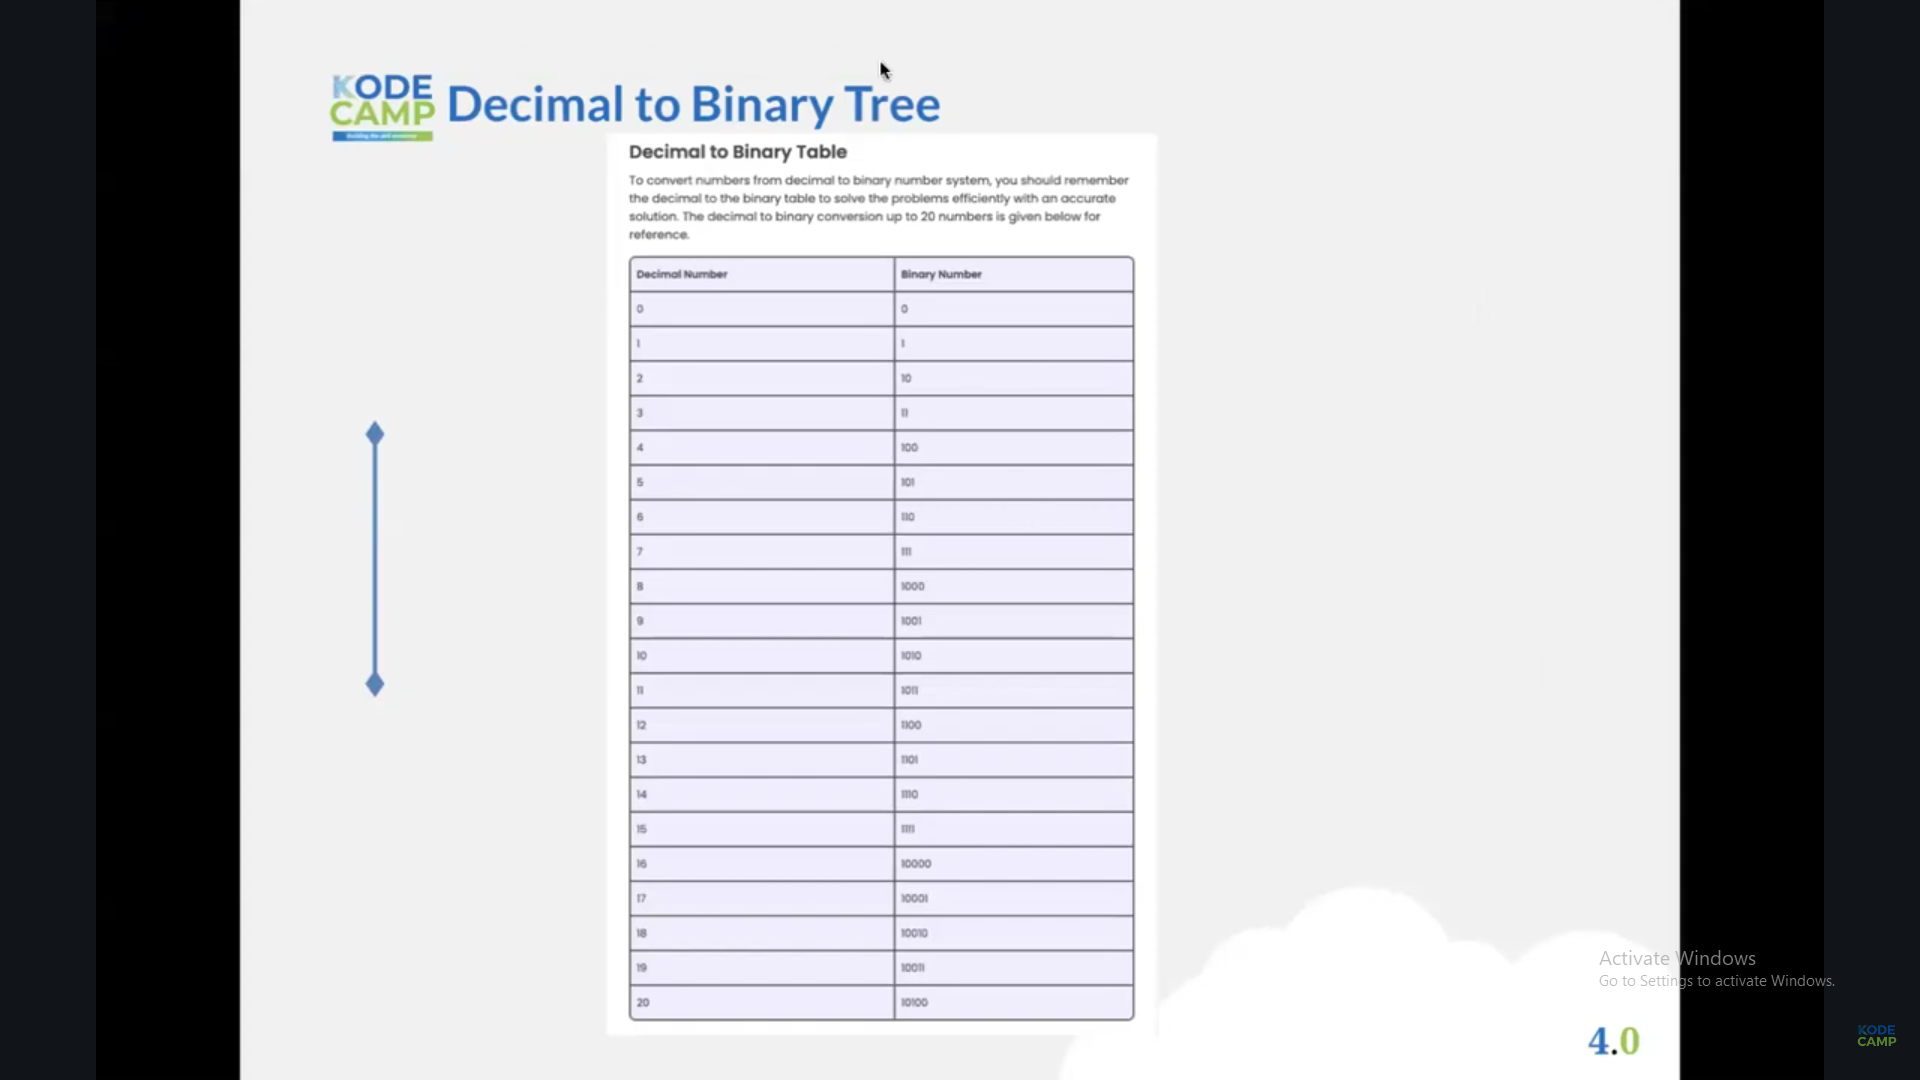 KODE
CAMP
Decimal to Binary Tree
Decimal to Binary Table
To convert numbers from decimal to binary number system, you should remember
the decimal to the binary table to solve the problems efficiently with an accurate
solution. The decimal to binary conversion up to 20 numbers is given below for
reference.
Decimal Number Binary Number
0 0
1 1
2 10
3 11
4 100
5 101
6 110
7 111
8 1000
9 1001
10 1010
11 1011
12 1100
13 1101
14 1110
15 1111
16 10000
17 10001
18 10010
19 10011
20 10100
Activate Windows
Go to Settings to activate Windows.
4.0
KODE
CAMP